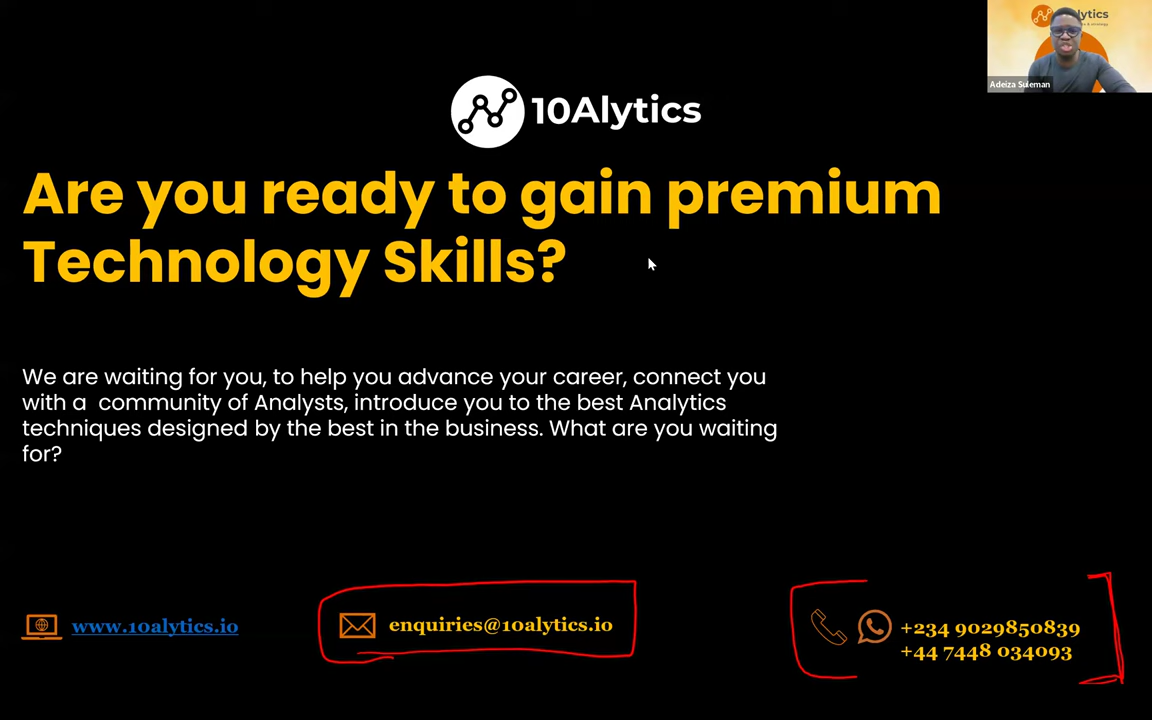 alytics
Adeiza Suleman
10Alytics
Are you ready to gain premium
Technology Skills?
We are waiting for you, to help you advance your career, connect you
with a community of Analysts, introduce you to the best Analytics
techniques designed by the best in the business. What are you waiting
for?
www.10alytics.io
enquiries@10alytics.io
+234 9029850839
+44 7448 034093